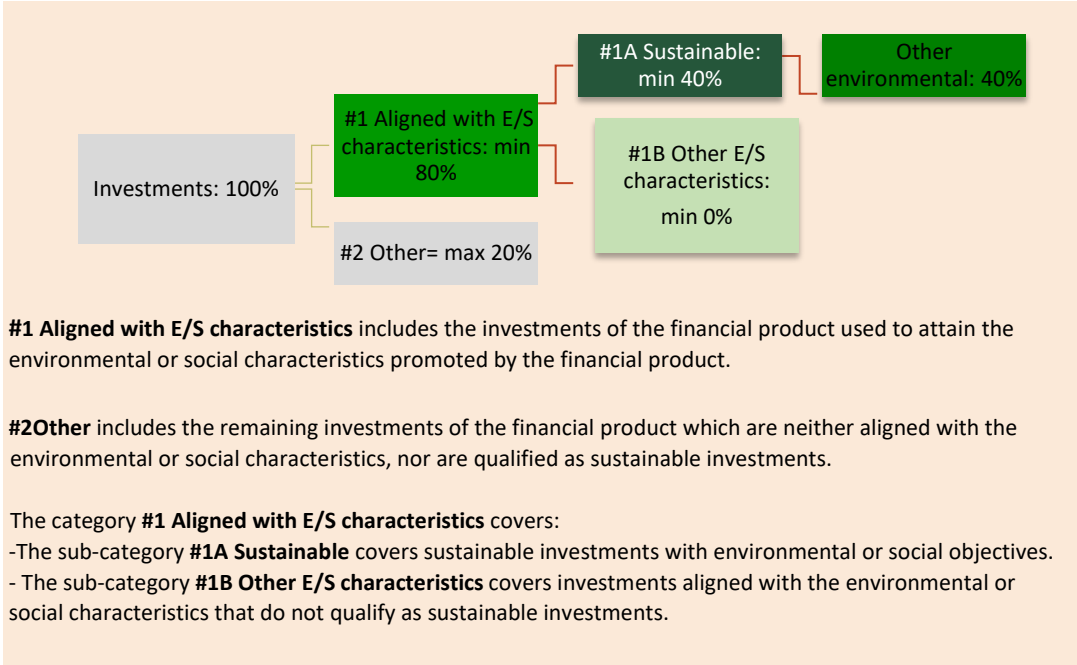 #1A Sustainable:
min 40%
Other
environmental: 40%
#1 Aligned with E/S
characteristics: min
80%
#1B Other E/S
characteristics:
min 0%
Investments: 100%
#2 Other= max 20%
#1 Aligned with E/S characteristics includes the investments of the financial product used to attain the
environmental or social characteristics promoted by the financial product.
#2Other includes the remaining investments of the financial product which are neither aligned with the
environmental or social characteristics, nor are qualified as sustainable investments.
The category #1 Aligned with E/S characteristics covers:
-The sub-category #1A Sustainable covers sustainable investments with environmental or social objectives.
- The sub-category #1B Other E/S characteristics covers investments aligned with the environmental or
social characteristics that do not qualify as sustainable investments.